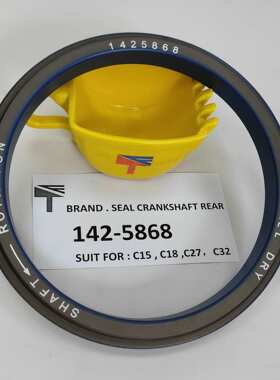 1425868
BRAND . SEAL CRANKSHAFT REAR
142-5868
SUIT FOR : C15 , C18 ,C27， C32
SHAFT
DRY